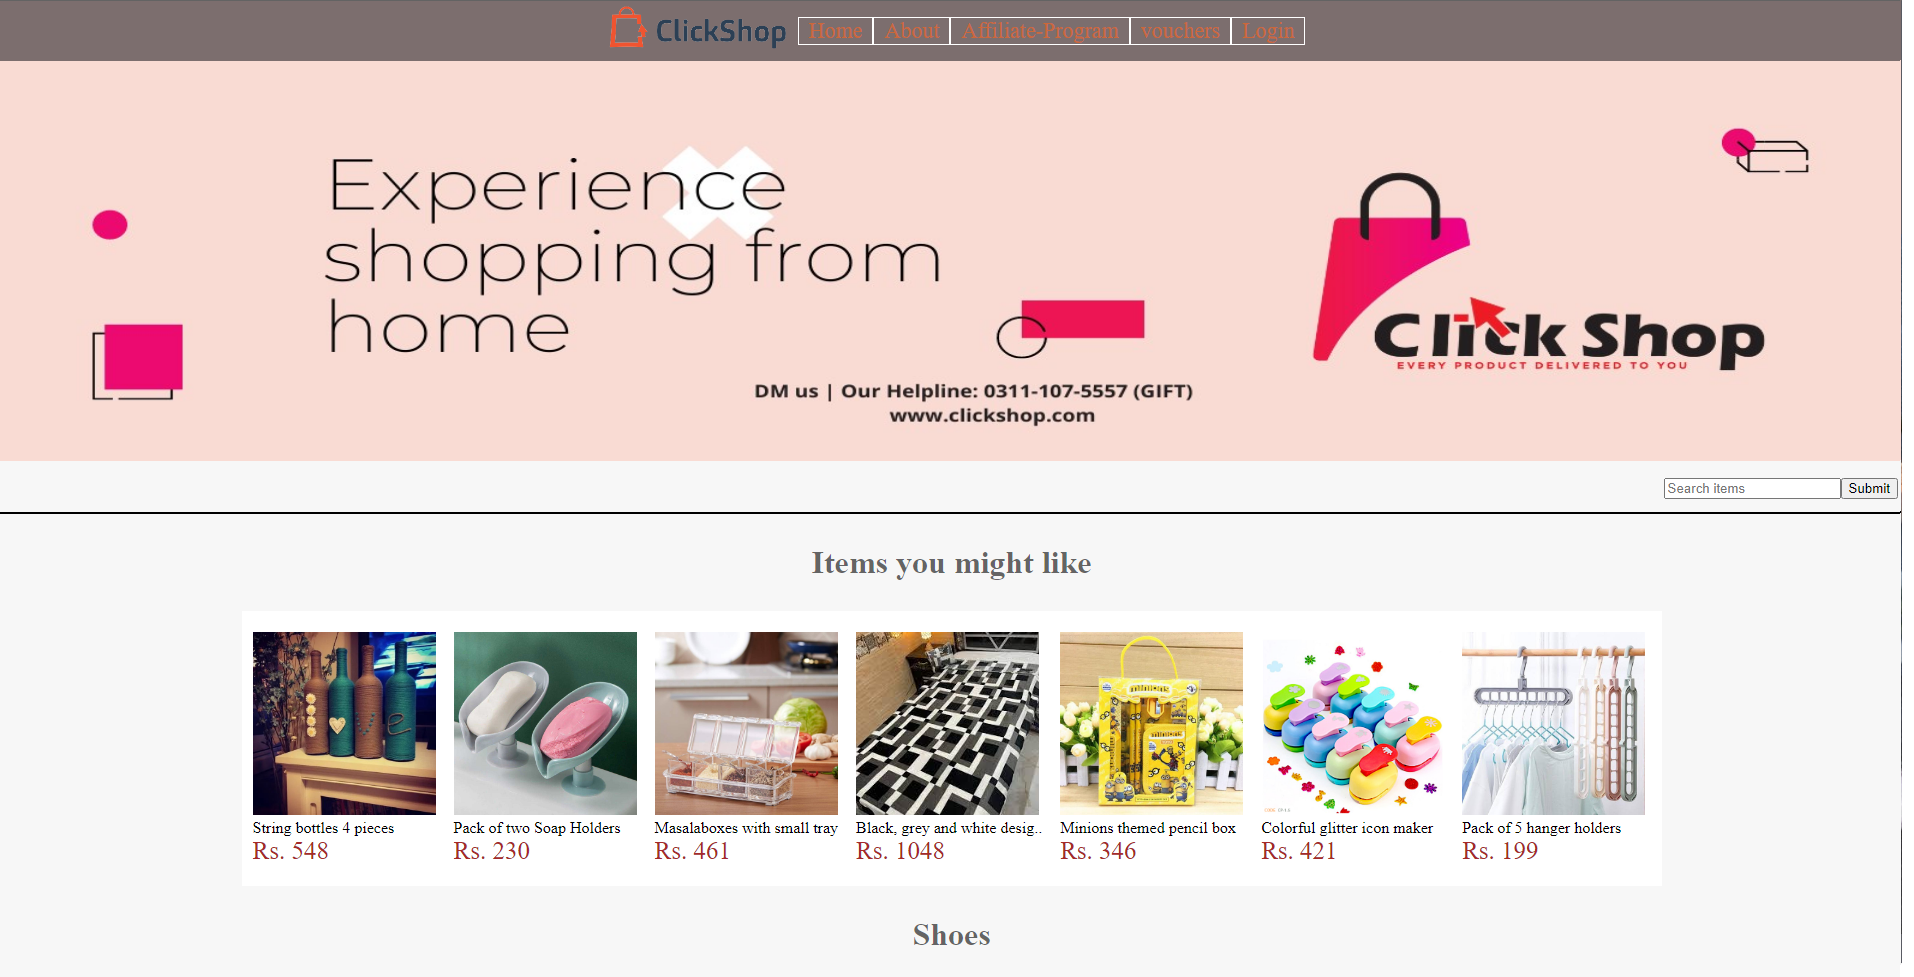 ClickShop Home About Affiliate-Program vouchers Login
Experience
shopping from
home
Click Shop
EVERY PRODUCT DELIVERED TO YOU
DM us | Our Helpline: 0311-107-5557 (GIFT)
www.clickshop.com
Search items Submit
Items you might like
String bottles 4 pieces
Rs. 548
Pack of two Soap Holders
Rs. 230
Masalaboxes with small tray
Rs. 461
Black, grey and white desig..
Rs. 1048
Minions themed pencil box
Rs. 346
Colorful glitter icon maker
Rs. 421
Pack of 5 hanger holders
Rs. 199
Shoes